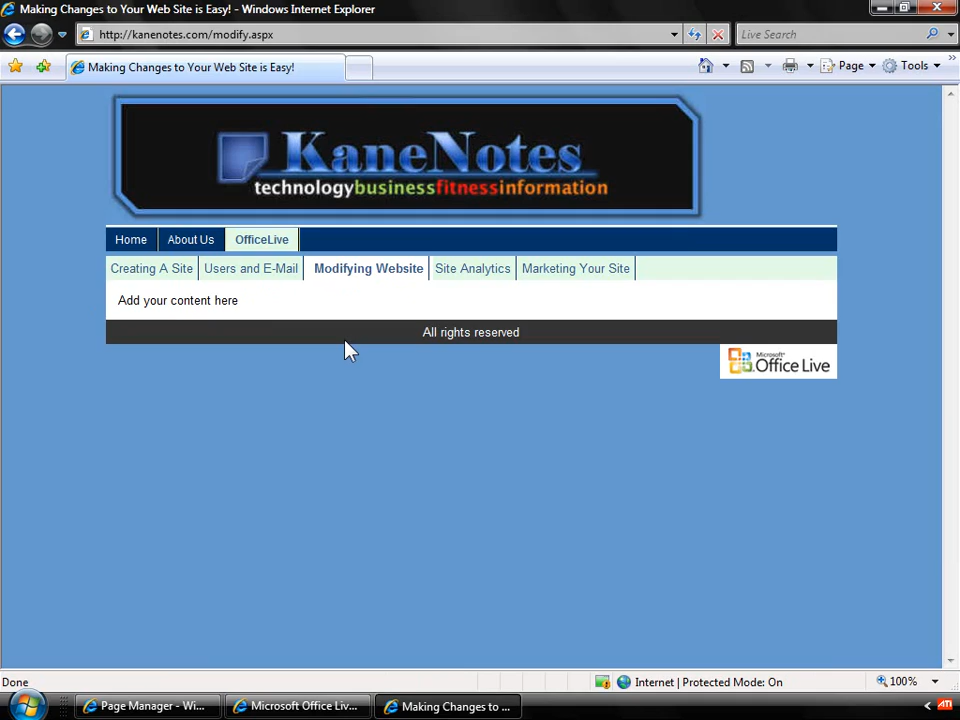 Making Changes to Your Web Site is Easy! - Windows Internet Explorer
http://kanenotes.com/modify.aspx
Live Search
Making Changes to Your Web Site is Easy!
Page
Tools
KaneNotes
technologybusinessfitnessinformation
Home
About Us
OfficeLive
Creating A Site
Users and E-Mail
Modifying Website
Site Analytics
Marketing Your Site
Add your content here
All rights reserved
Microsoft®
Office Live
Done
Internet | Protected Mode: On
100%
Page Manager - Wi...
Microsoft Office Liv...
Making Changes to ...
ATI